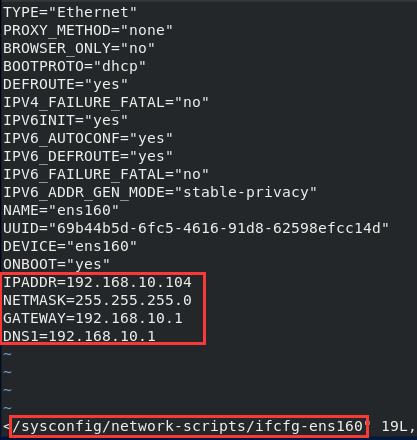 TYPE="Ethernet"
PROXY_METHOD="none"
BROWSER_ONLY="no"
BOOTPROTO="dhcp"
DEFROUTE="yes"
IPV4_FAILURE_FATAL="no"
IPV6INIT="yes"
IPV6_AUTOCONF="yes"
IPV6_DEFROUTE="yes"
IPV6_FAILURE_FATAL="no"
IPV6_ADDR_GEN_MODE="stable-privacy"
NAME="ens160"
UUID="69b44b5d-6fc5-4616-91d8-62598efcc14d"
DEVICE="ens160"
ONBOOT="yes"
IPADDR=192.168.10.104
NETMASK=255.255.255.0
GATEWAY=192.168.10.1
DNS1=192.168.10.1
~
~
~
~
</sysconfig/network-scripts/ifcfg-ens160" 19L,